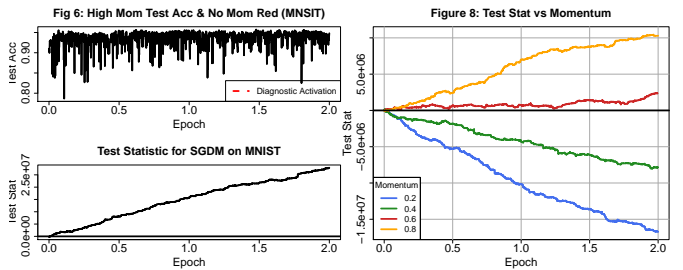 Fig 6: High Mom Test Acc & No Mom Red (MNSIT)
Test Acc
0.90
0.80
Diagnostic Activation
0.0 0.5 1.0 1.5 2.0
Epoch
Test Statistic for SGDM on MNIST
Test Stat
2.5e+07
0.0e+00
0.0 0.5 1.0 1.5 2.0
Epoch
Figure 8: Test Stat vs Momentum
Test Stat
5.0e+06
−5.0e+06
−1.5e+07
Momentum
0.2
0.4
0.6
0.8
0.0 0.5 1.0 1.5 2.0
Epoch